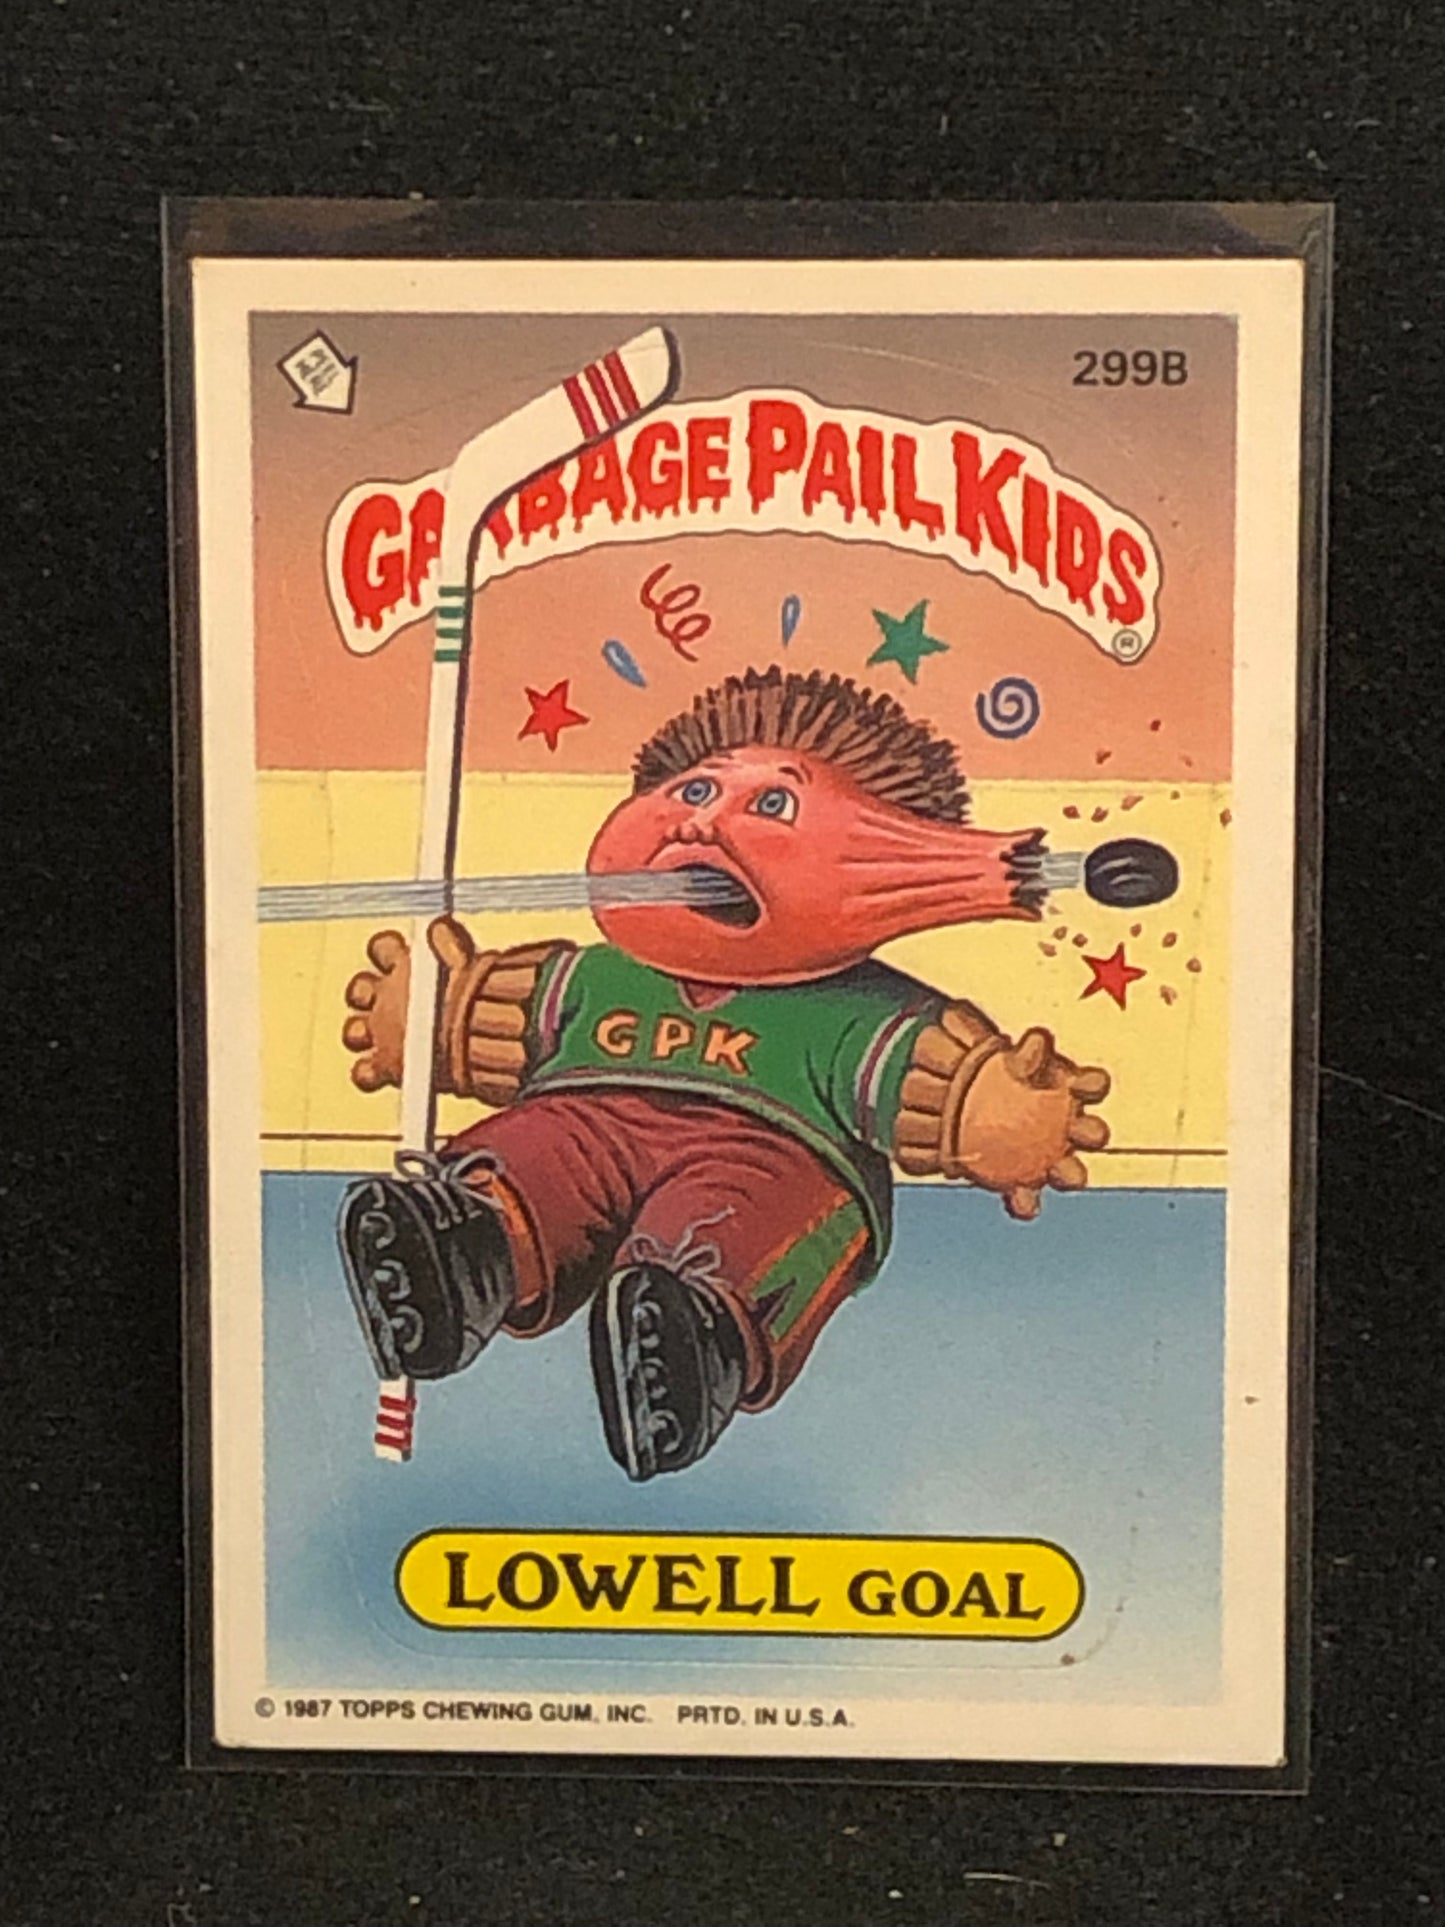 299B
GARBAGE PAIL KIDS
®
GPK
LOWELL GOAL
© 1987 TOPPS CHEWING GUM, INC. PRTD. IN U.S.A.